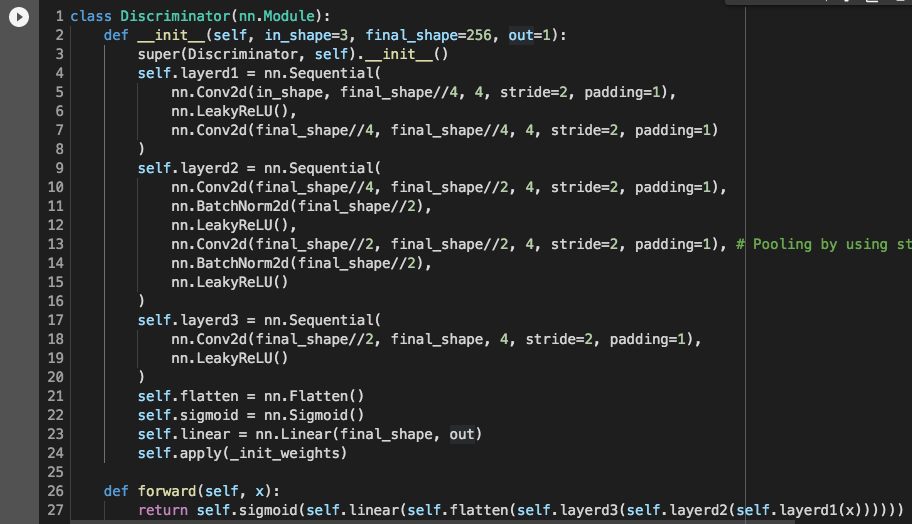 1 class Discriminator(nn.Module):
2     def __init__(self, in_shape=3, final_shape=256, out=1):
3         super(Discriminator, self).__init__()
4         self.layerd1 = nn.Sequential(
5             nn.Conv2d(in_shape, final_shape//4, 4, stride=2, padding=1),
6             nn.LeakyReLU(),
7             nn.Conv2d(final_shape//4, final_shape//4, 4, stride=2, padding=1)
8         )
9         self.layerd2 = nn.Sequential(
10             nn.Conv2d(final_shape//4, final_shape//2, 4, stride=2, padding=1),
11             nn.BatchNorm2d(final_shape//2),
12             nn.LeakyReLU(),
13             nn.Conv2d(final_shape//2, final_shape//2, 4, stride=2, padding=1), # Pooling by using st
14             nn.BatchNorm2d(final_shape//2),
15             nn.LeakyReLU()
16         )
17         self.layerd3 = nn.Sequential(
18             nn.Conv2d(final_shape//2, final_shape, 4, stride=2, padding=1),
19             nn.LeakyReLU()
20         )
21         self.flatten = nn.Flatten()
22         self.sigmoid = nn.Sigmoid()
23         self.linear = nn.Linear(final_shape, out)
24         self.apply(_init_weights)
25
26     def forward(self, x):
27         return self.sigmoid(self.linear(self.flatten(self.layerd3(self.layerd2(self.layerd1(x))))))